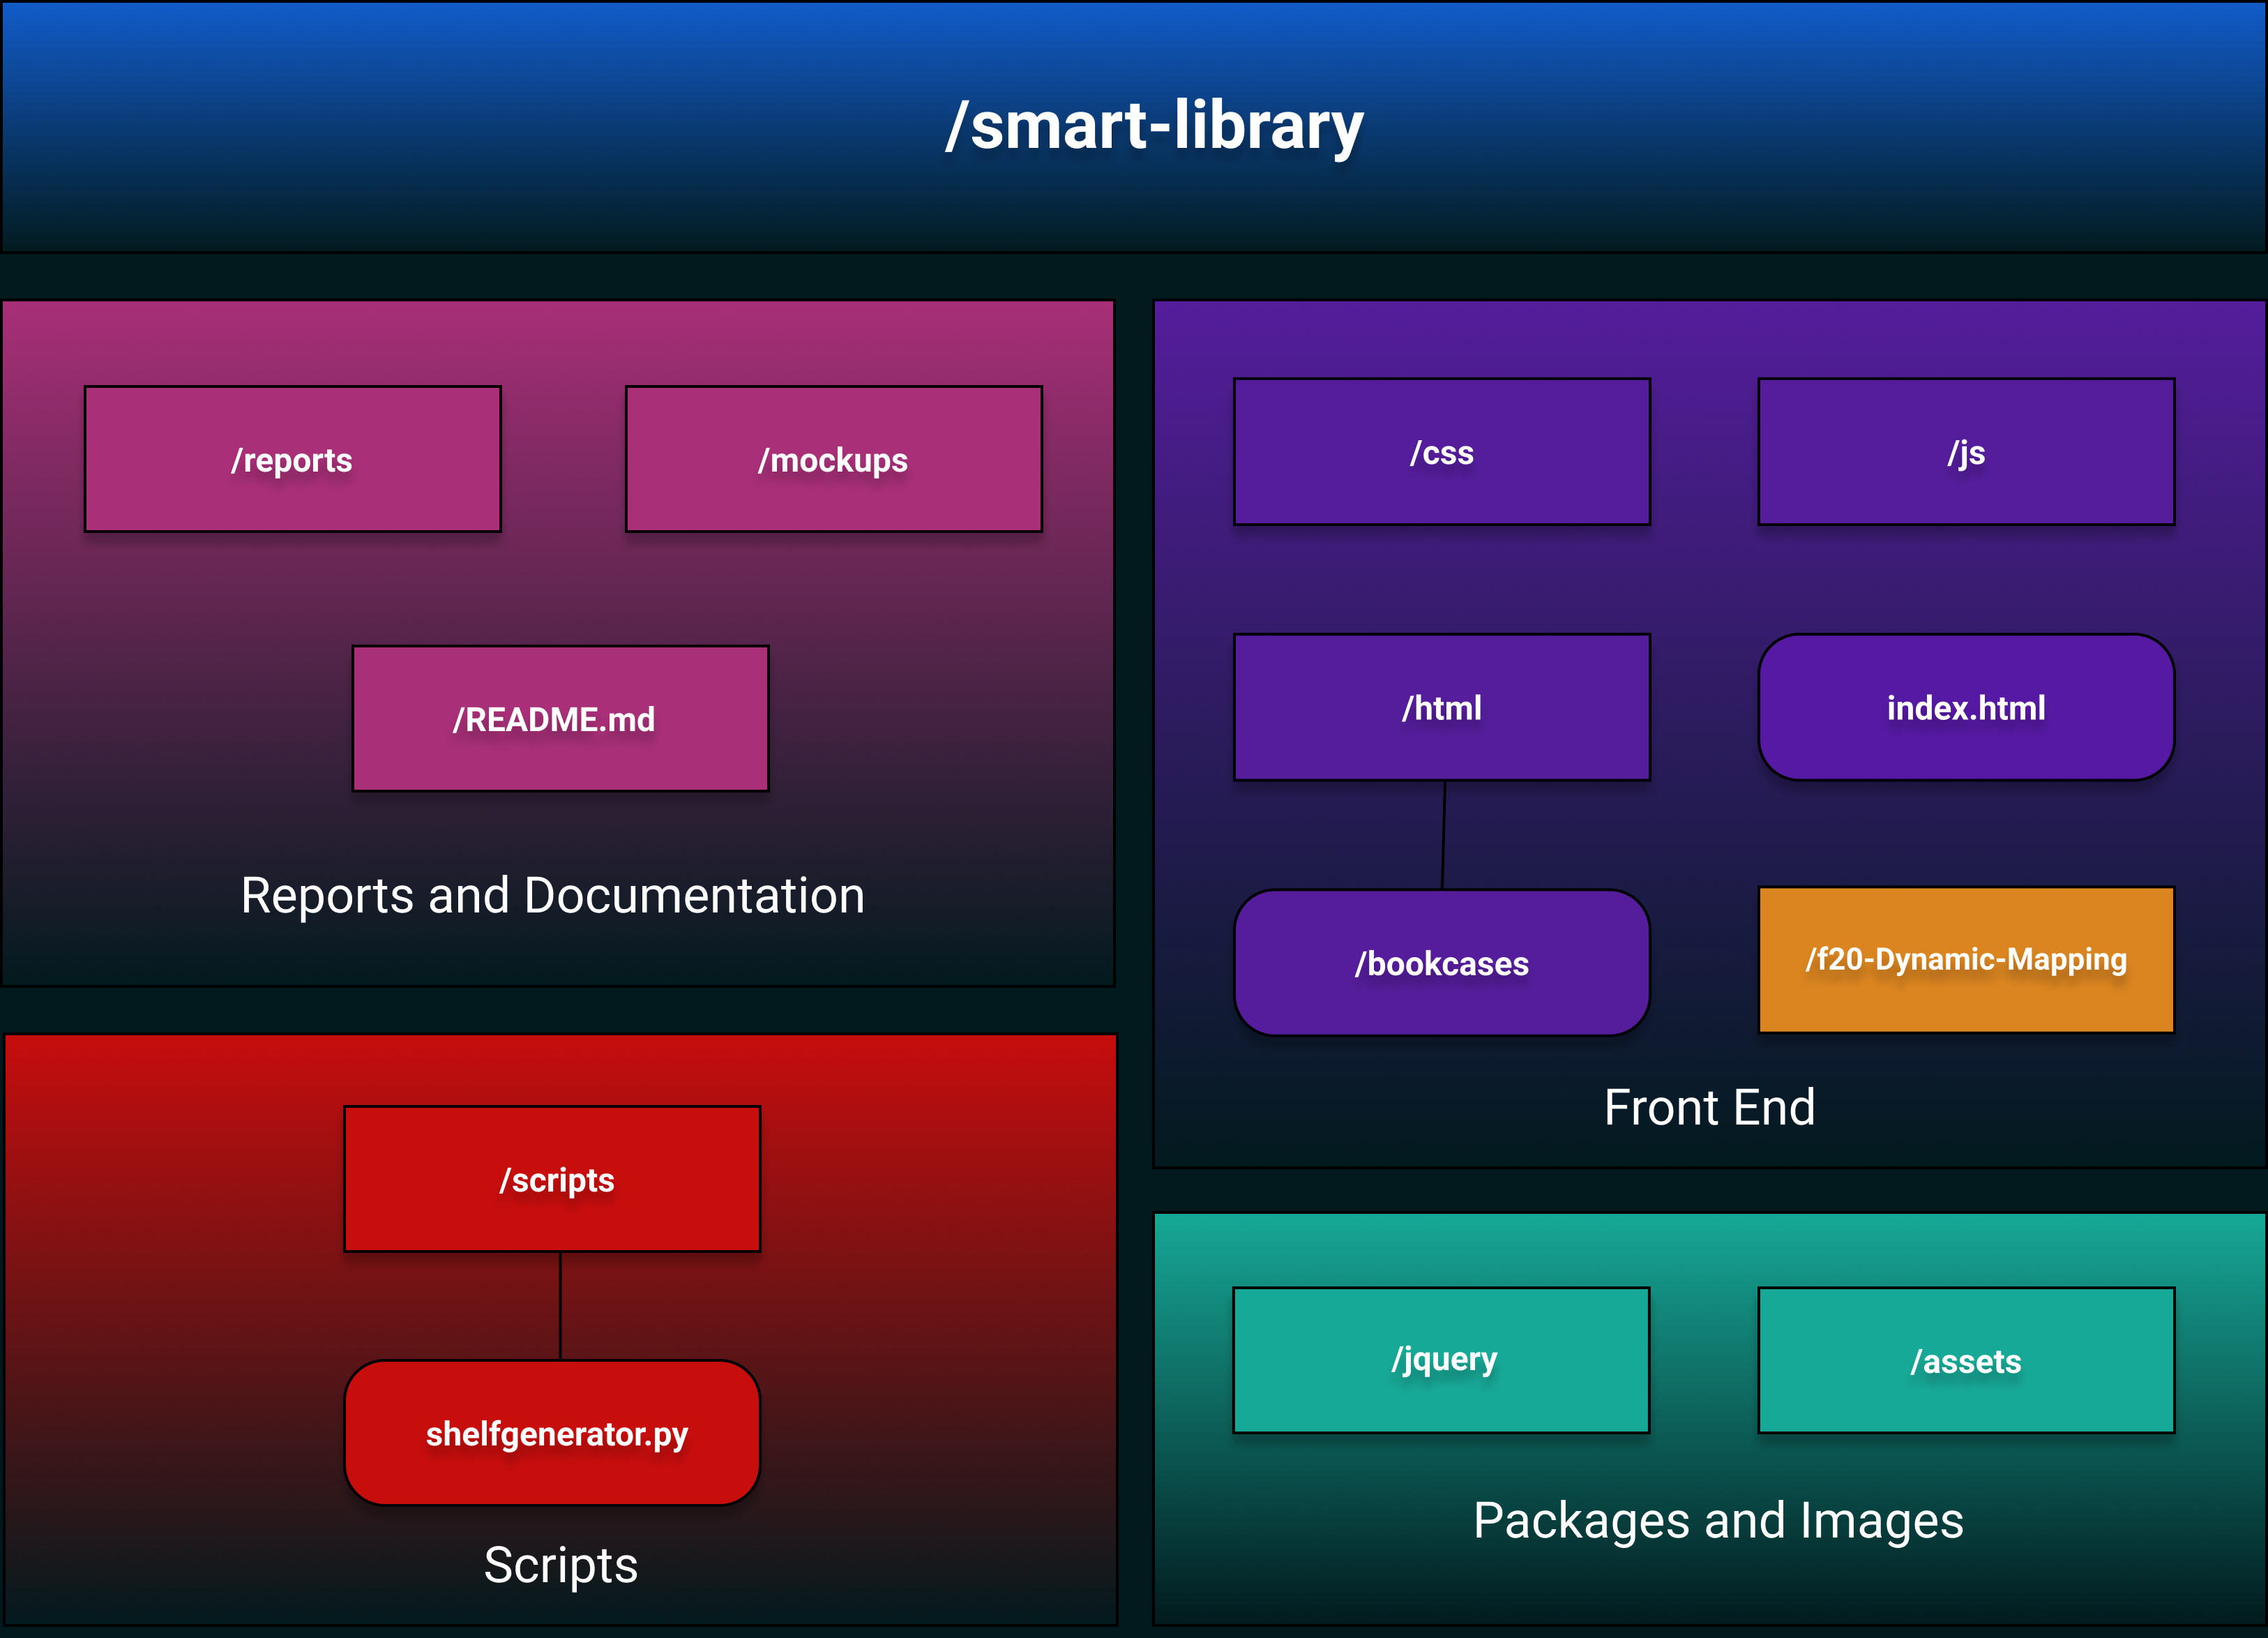 /smart-library
/reports
/mockups
/README.md
Reports and Documentation
/css
/js
/html
index.html
/bookcases
/f20-Dynamic-Mapping
Front End
/scripts
shelfgenerator.py
Scripts
/jquery
/assets
Packages and Images